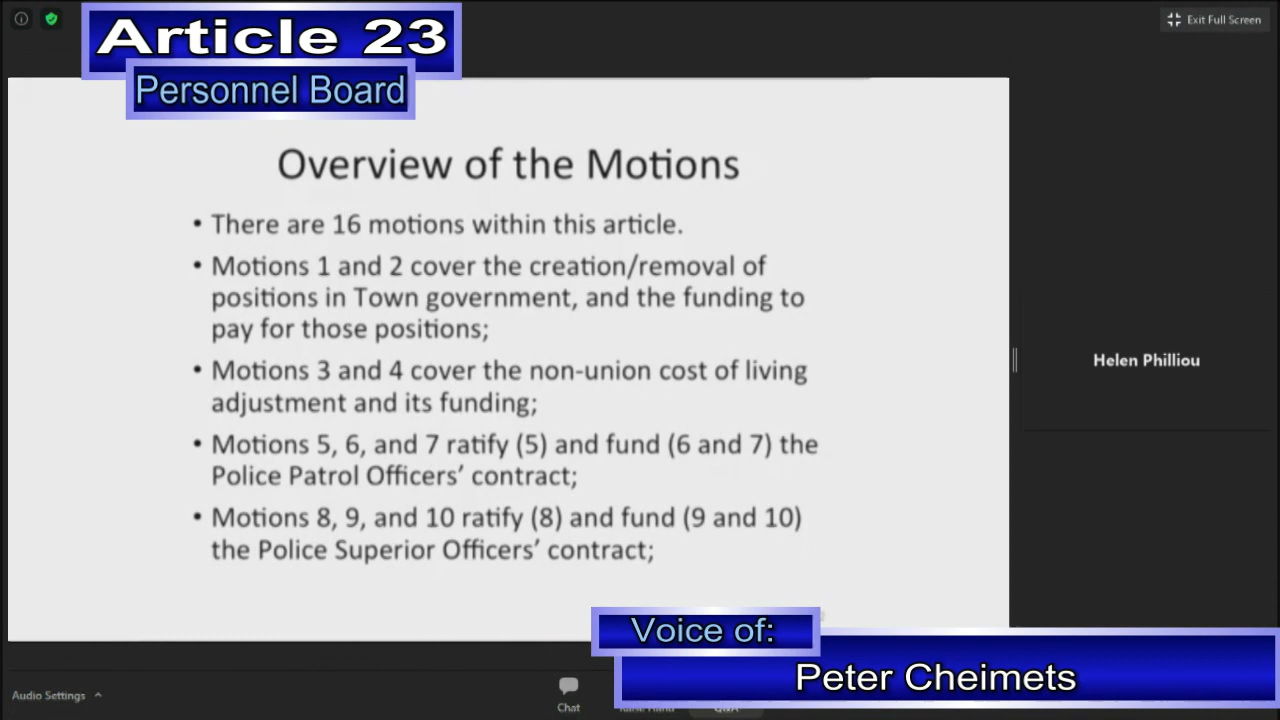 Article 23
Personnel Board
Exit Full Screen
Overview of the Motions
• There are 16 motions within this article.
• Motions 1 and 2 cover the creation/removal of
positions in Town government, and the funding to
pay for those positions;
• Motions 3 and 4 cover the non-union cost of living
adjustment and its funding;
• Motions 5, 6, and 7 ratify (5) and fund (6 and 7) the
Police Patrol Officers’ contract;
• Motions 8, 9, and 10 ratify (8) and fund (9 and 10)
the Police Superior Officers’ contract;
Helen Philliou
Voice of:
Peter Cheimets
Audio Settings
Chat